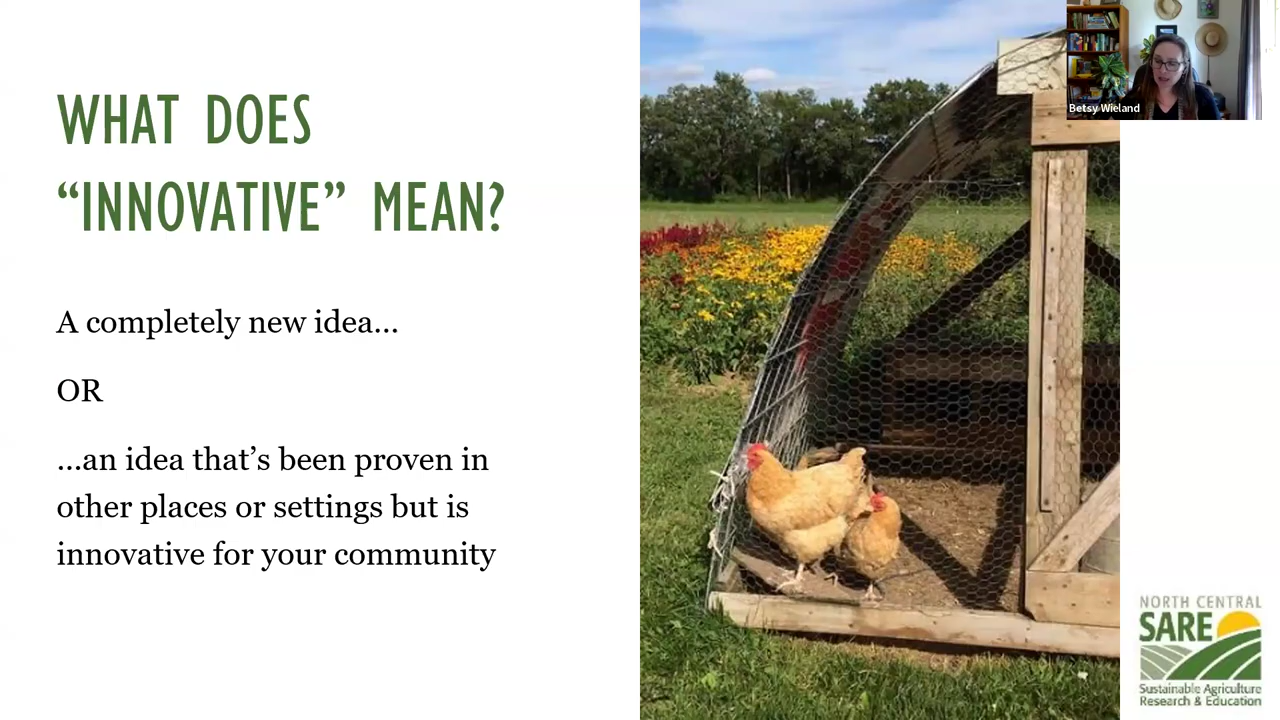 WHAT DOES
“INNOVATIVE” MEAN?
A completely new idea...
OR
...an idea that’s been proven in
other places or settings but is
innovative for your community
Betsy Wieland
NORTH CENTRAL
SARE
Sustainable Agriculture
Research & Education